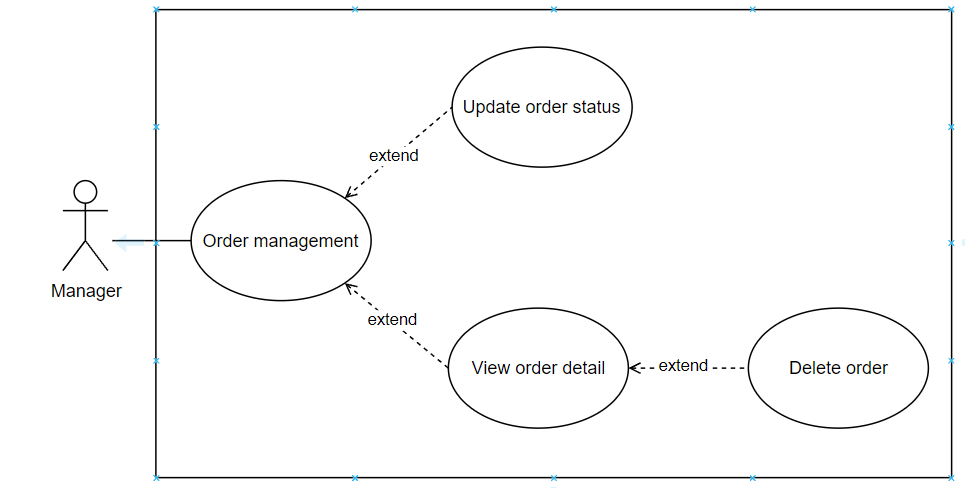 Update order status
extend
Order management
Manager
extend
View order detail
extend
Delete order